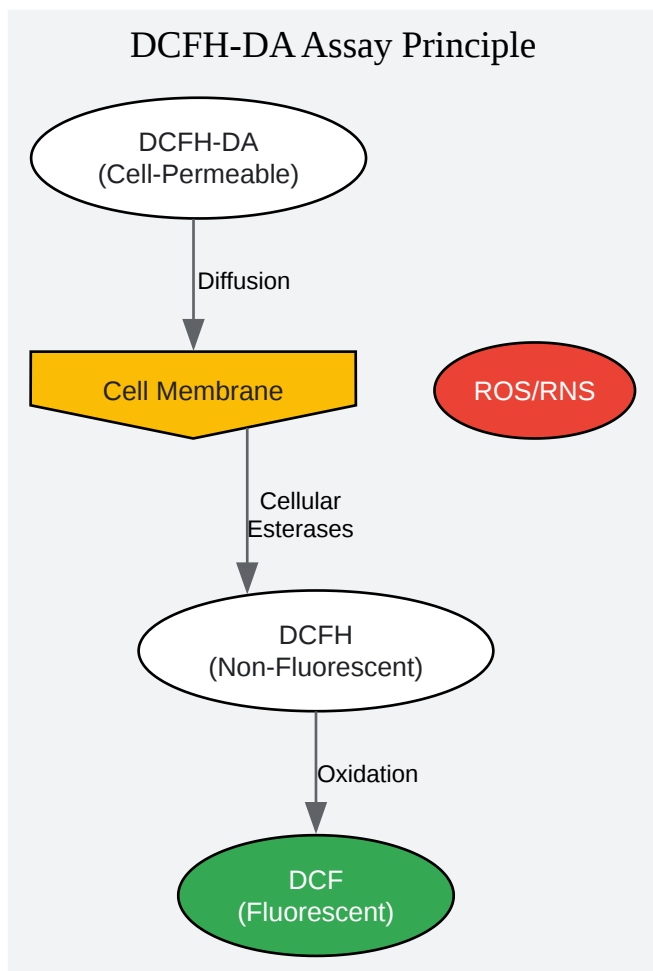 DCFH-DA Assay Principle
DCFH-DA
(Cell-Permeable)
Diffusion
Cell Membrane
ROS/RNS
Cellular
Esterases
DCFH
(Non-Fluorescent)
Oxidation
DCF
(Fluorescent)